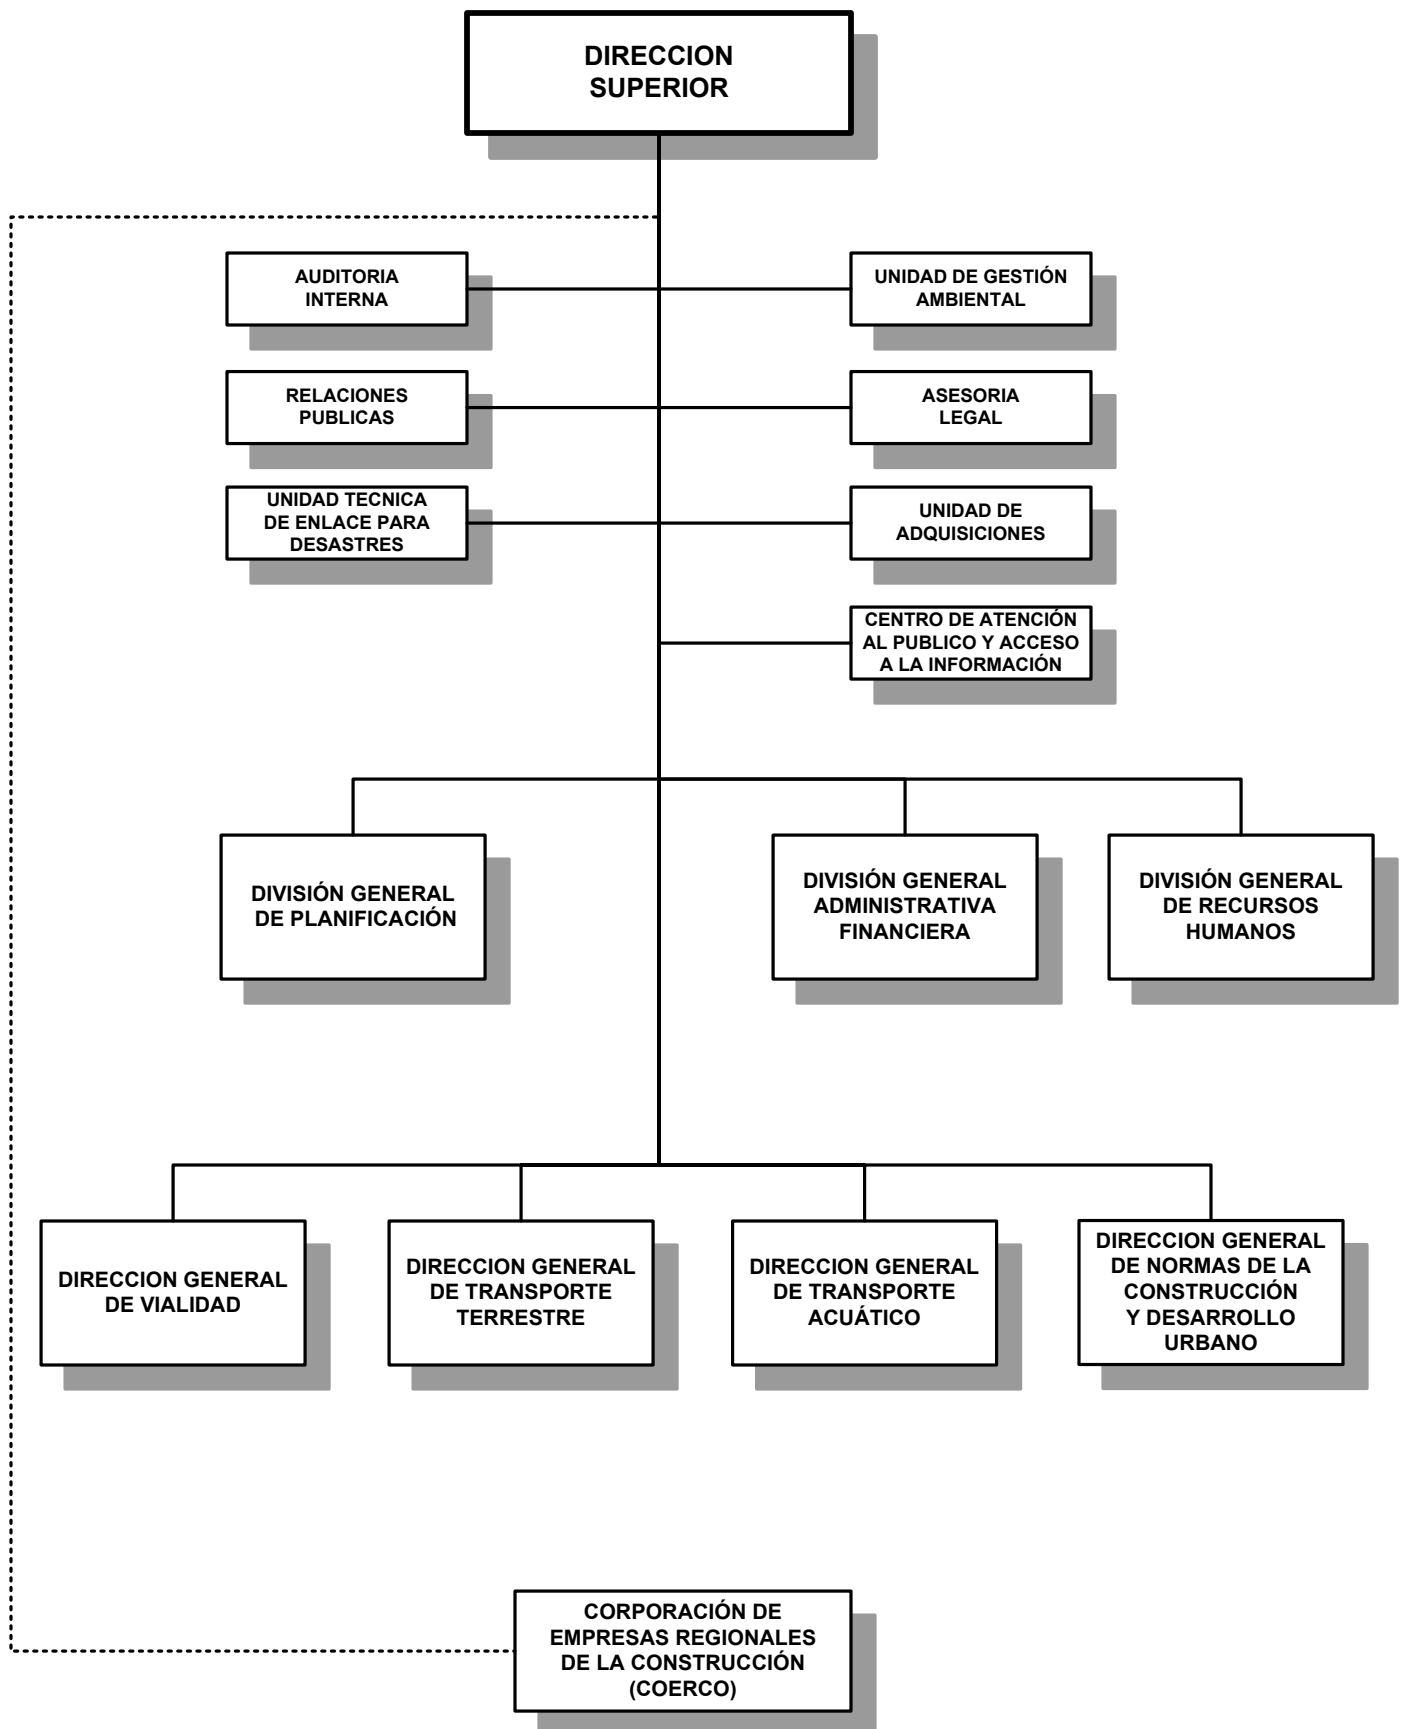 DIRECCION
SUPERIOR
AUDITORIA
INTERNA
UNIDAD DE GESTIÓN
AMBIENTAL
RELACIONES
PUBLICAS
ASESORIA
LEGAL
UNIDAD TECNICA
DE ENLACE PARA
DESASTRES
UNIDAD DE
ADQUISICIONES
CENTRO DE ATENCIÓN
AL PUBLICO Y ACCESO
A LA INFORMACIÓN
DIVISIÓN GENERAL
DE PLANIFICACIÓN
DIVISIÓN GENERAL
ADMINISTRATIVA
FINANCIERA
DIVISIÓN GENERAL
DE RECURSOS
HUMANOS
DIRECCION GENERAL
DE VIALIDAD
DIRECCION GENERAL
DE TRANSPORTE
TERRESTRE
DIRECCION GENERAL
DE TRANSPORTE
ACUÁTICO
DIRECCION GENERAL
DE NORMAS DE LA
CONSTRUCCIÓN
Y DESARROLLO
URBANO
CORPORACIÓN DE
EMPRESAS REGIONALES
DE LA CONSTRUCCIÓN
(COERCO)